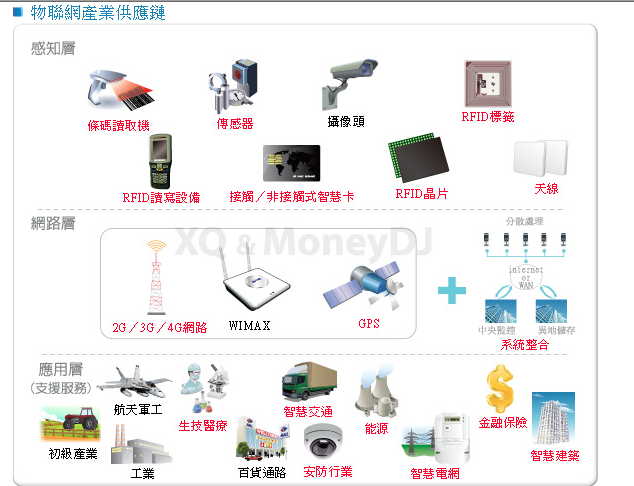 物聯網產業供應鏈
感知層
條碼讀取機
傳感器
攝像頭
RFID標籤
RFID讀寫設備
接觸／非接觸式智慧卡
RFID晶片
天線
網路層
XQ & MoneyDJ
2G／3G／4G網路
WIMAX
GPS
分散處理
Internet
or
WAN
中央監控
異地儲存
系統整合
應用層
(支援服務)
航天軍工
生技醫療
智慧交通
能源
金融保險
初級產業
工業
百貨通路
安防行業
智慧電網
智慧建築